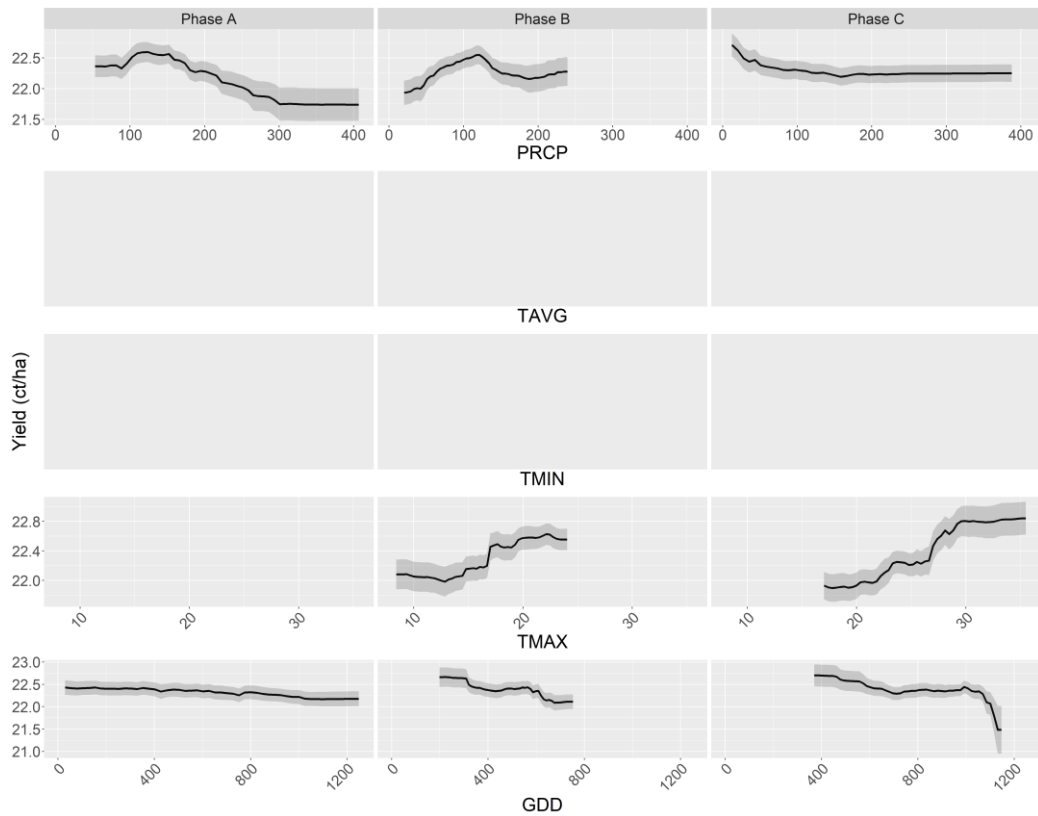 Phase A Phase B Phase C
22.5
22.0
21.5
0 100 200 300 400 0 100 200 300 400 0 100 200 300 400
PRCP
TAVG
Yield (ct/ha)
TMIN
22.8
22.4
22.0
10 20 30 10 20 30 10 20 30
TMAX
23.0
22.5
22.0
21.5
21.0
0 400 800 1200 0 400 800 1200 0 400 800 1200
GDD